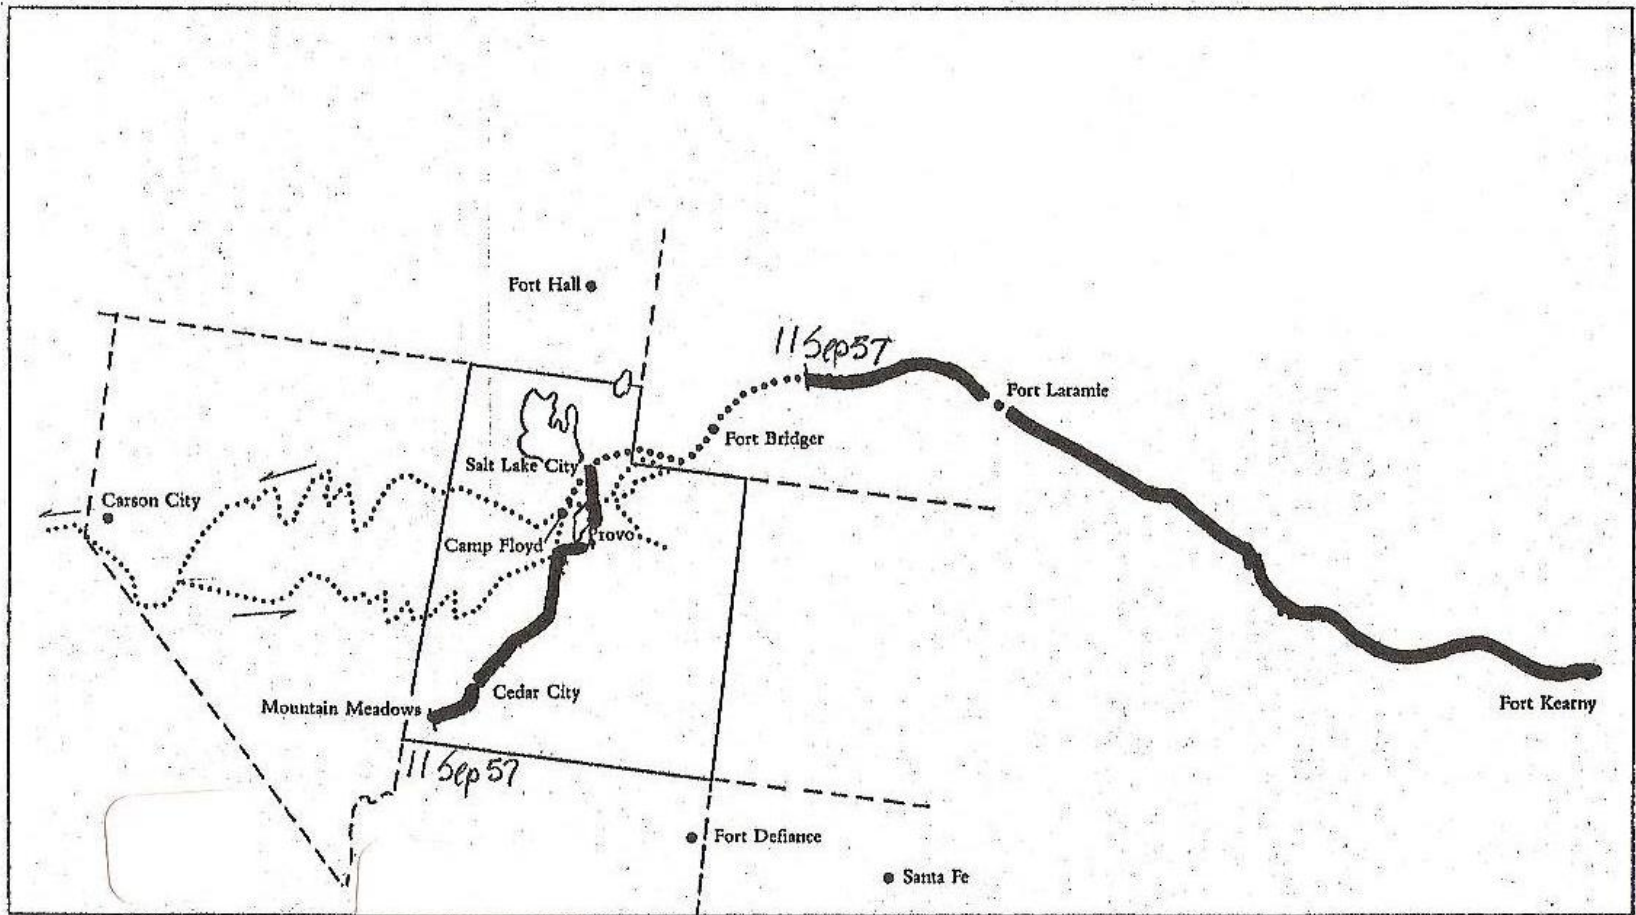 Fort Hall
11 Sep 57
Fort Laramie
Fort Bridger
Salt Lake City
Carson City
Provo
Camp Floyd
Cedar City
Mountain Meadows
Fort Kearny
11 Sep 57
Fort Defiance
Santa Fe